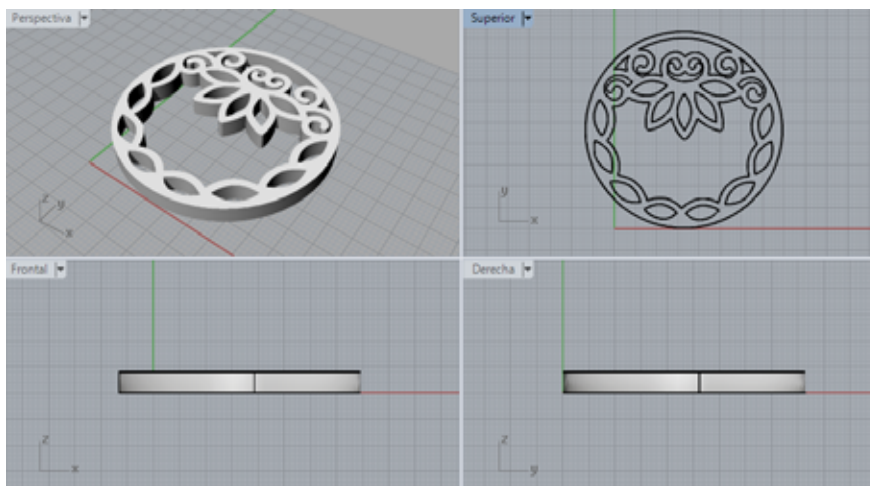 Perspectiva
Superior
z
y
x
y
x
Frontal
Derecha
z
x
z
y